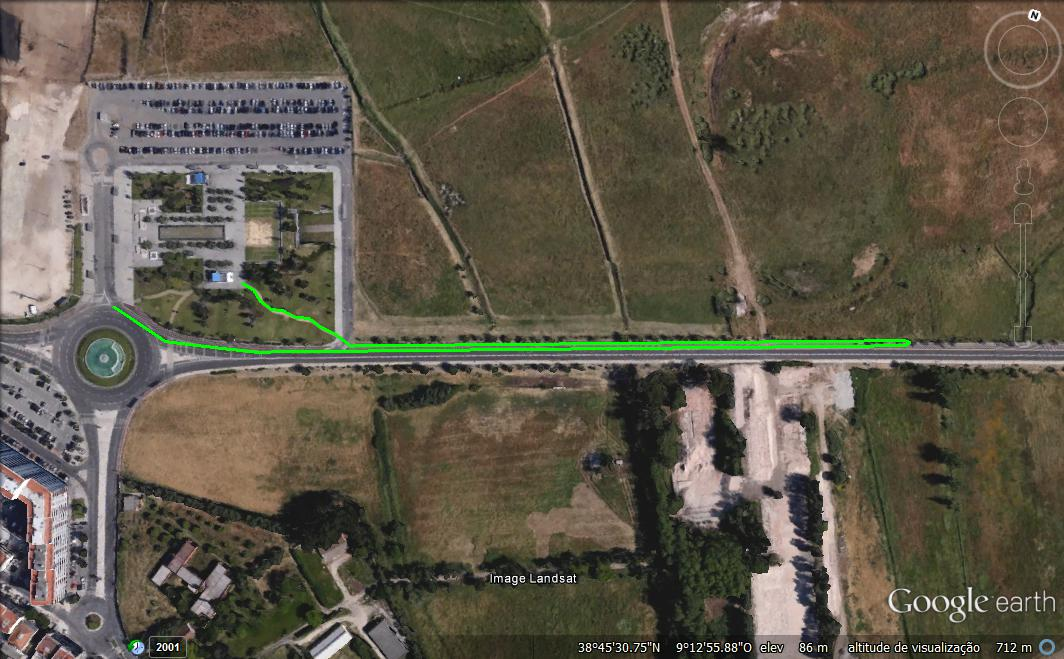 N
Image Landsat
Google earth
2001
38°45'30.75"N 9°12'55.88"O elev 86 m altitude de visualização 712 m